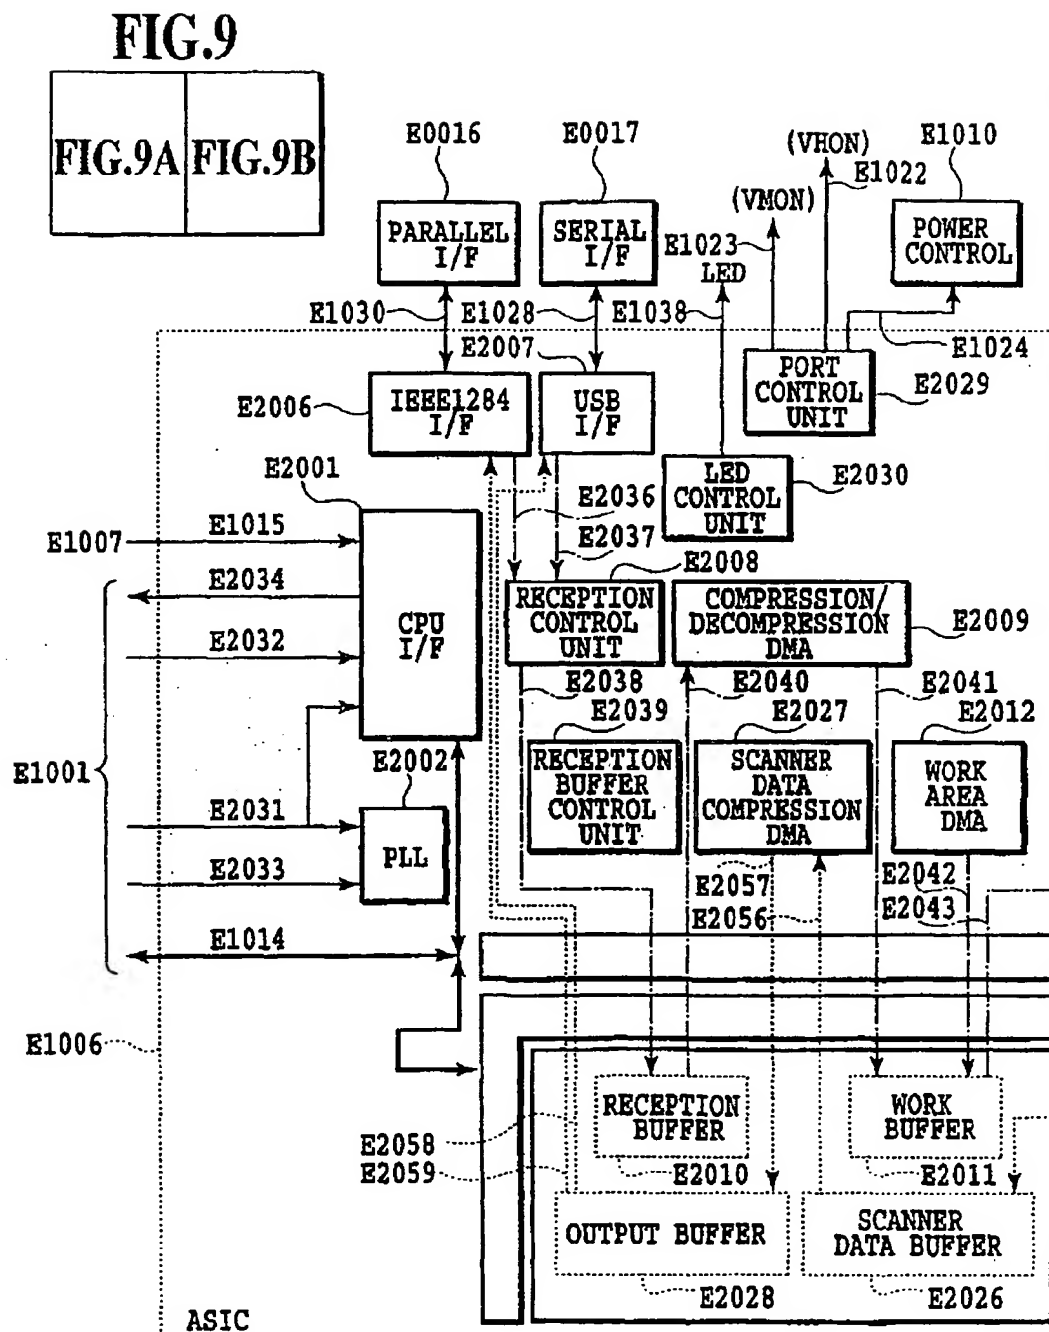 FIG.9
FIG.9A FIG.9B
E0016
E0017
(VHON)
E1010
E1022
(VMON)
PARALLEL
I/F
SERIAL
I/F
E1023
POWER
CONTROL
LED
E1030
E1028
E1038
E2007
E1024
E2006
IEEE1284
I/F
USB
I/F
PORT
CONTROL
UNIT
E2029
E2001
E2036
LED
CONTROL
UNIT
E2030
E1007
E1015
E2037
E2008
E2034
CPU
I/F
RECEPTION
CONTROL
UNIT
COMPRESSION/
DECOMPRESSION
DMA
E2009
E2032
E2038
E2040
E2041
E2039
E2027
E2012
E1001
E2002
RECEPTION
BUFFER
CONTROL
UNIT
SCANNER
DATA
COMPRESSION
DMA
WORK
AREA
DMA
E2031
PLL
E2033
E2057
E2042
E2056
E2043
E1014
E1006
RECEPTION
BUFFER
WORK
BUFFER
E2058
E2059
E2010
E2011
OUTPUT BUFFER
SCANNER
DATA BUFFER
E2028
E2026
ASIC